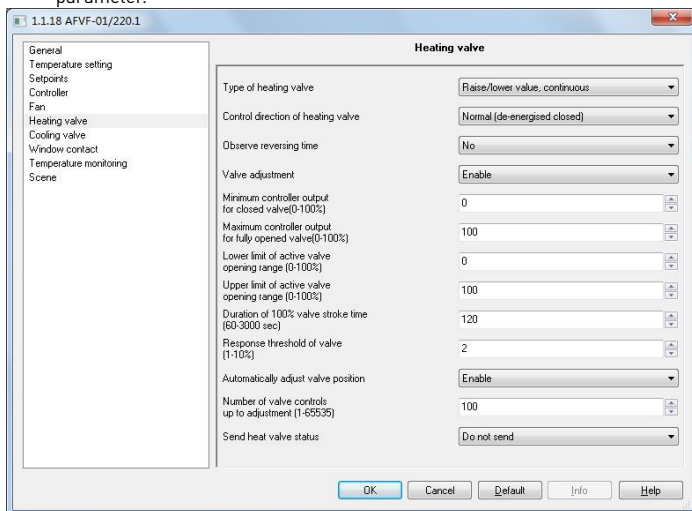 parameter.
1.1.18 AFVF-01/220.1
General
Temperature setting
Setpoints
Controller
Fan
Heating valve
Cooling valve
Window contact
Temperature monitoring
Scene
Heating valve
Type of heating valve Raise/lower value, continuous
Control direction of heating valve Normal (de-energised closed)
Observe reversing time No
Valve adjustment Enable
Minimum controller output
for closed valve(0-100%) 0
Maximum controller output
for fully opened valve(0-100%) 100
Lower limit of active valve
opening range (0-100%) 0
Upper limit of active valve
opening range (0-100%) 100
Duration of 100% valve stroke time
(60-3000 sec) 120
Response threshold of valve
(1-10%) 2
Automatically adjust valve position Enable
Number of valve controls
up to adjustment (1-65535) 100
Send heat valve status Do not send
OK Cancel Default Info Help